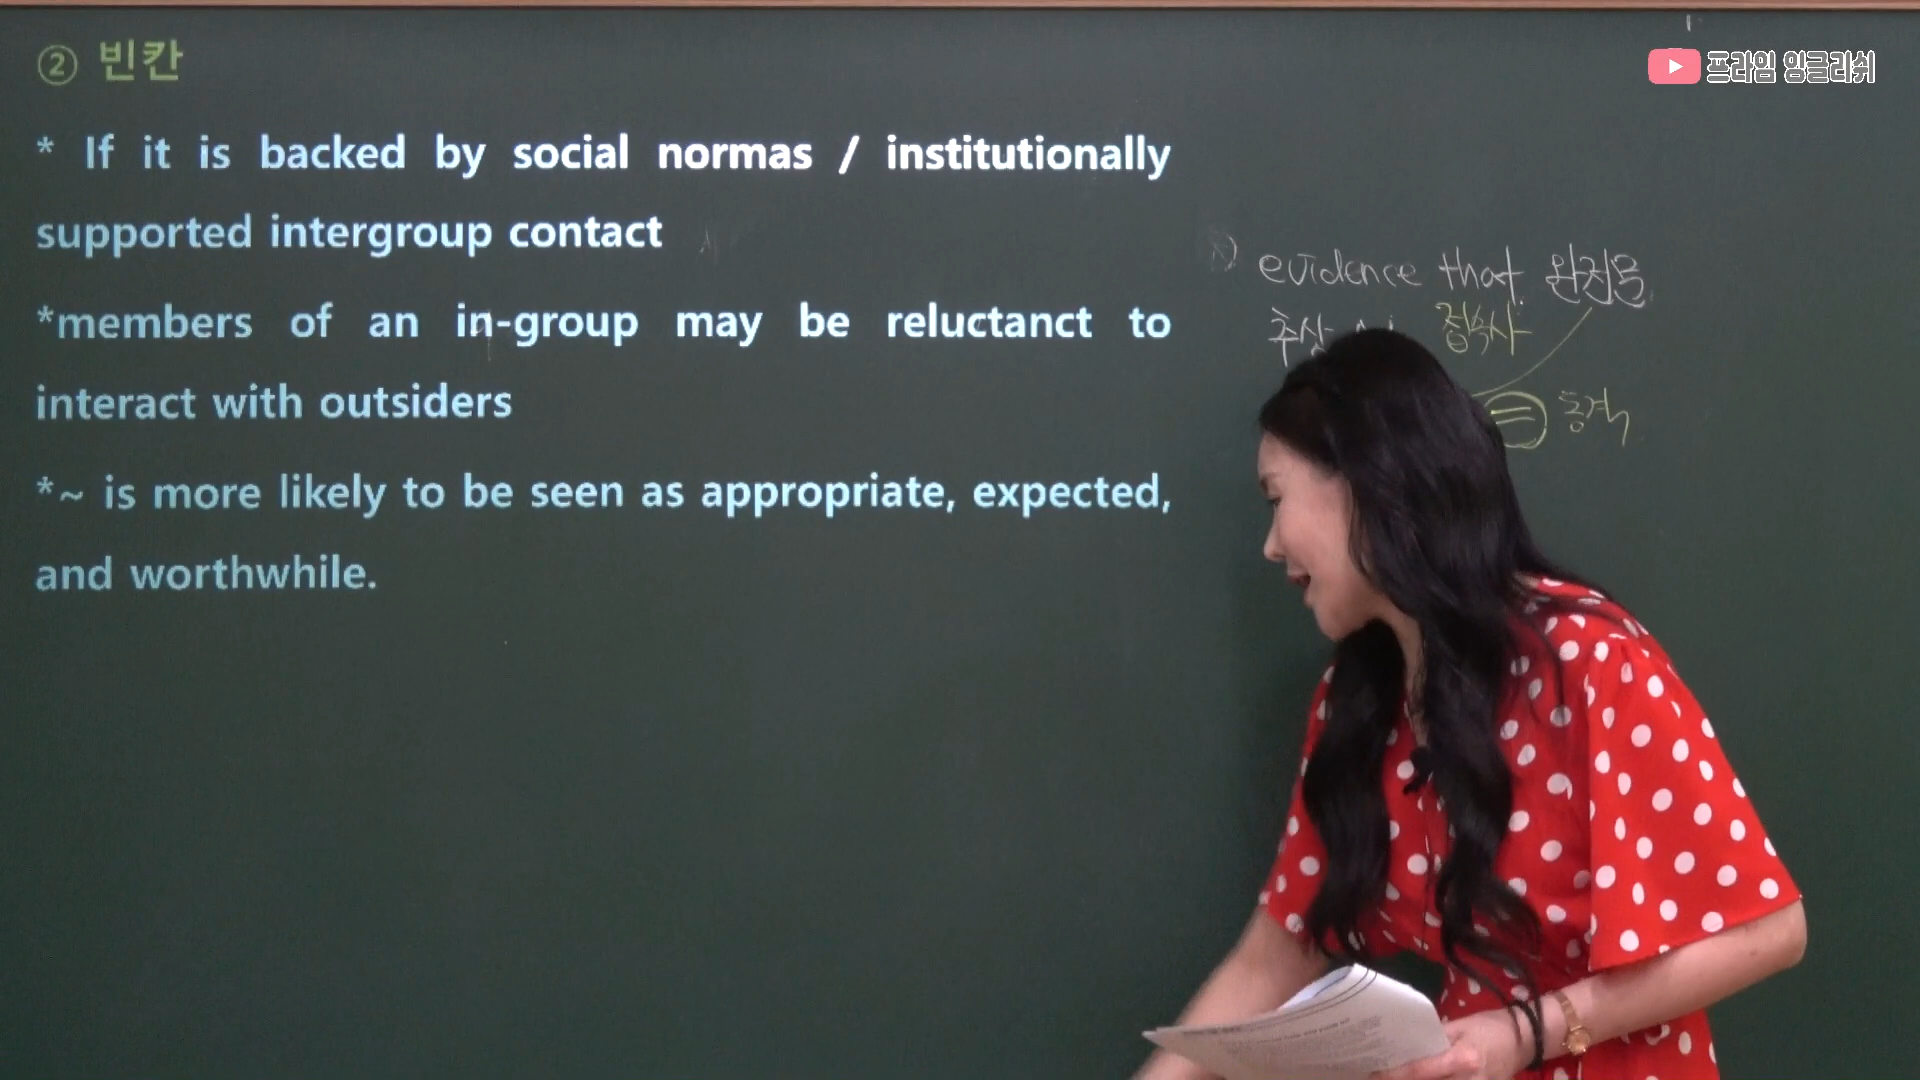 ② 빈칸
프라임 잉글리쉬
* If it is backed by social normas / institutionally
supported intergroup contact
*members of an in-group may be reluctanct to
interact with outsiders
*~ is more likely to be seen as appropriate, expected,
and worthwhile.
evidence that 완전문
추상 접속사
= 동격